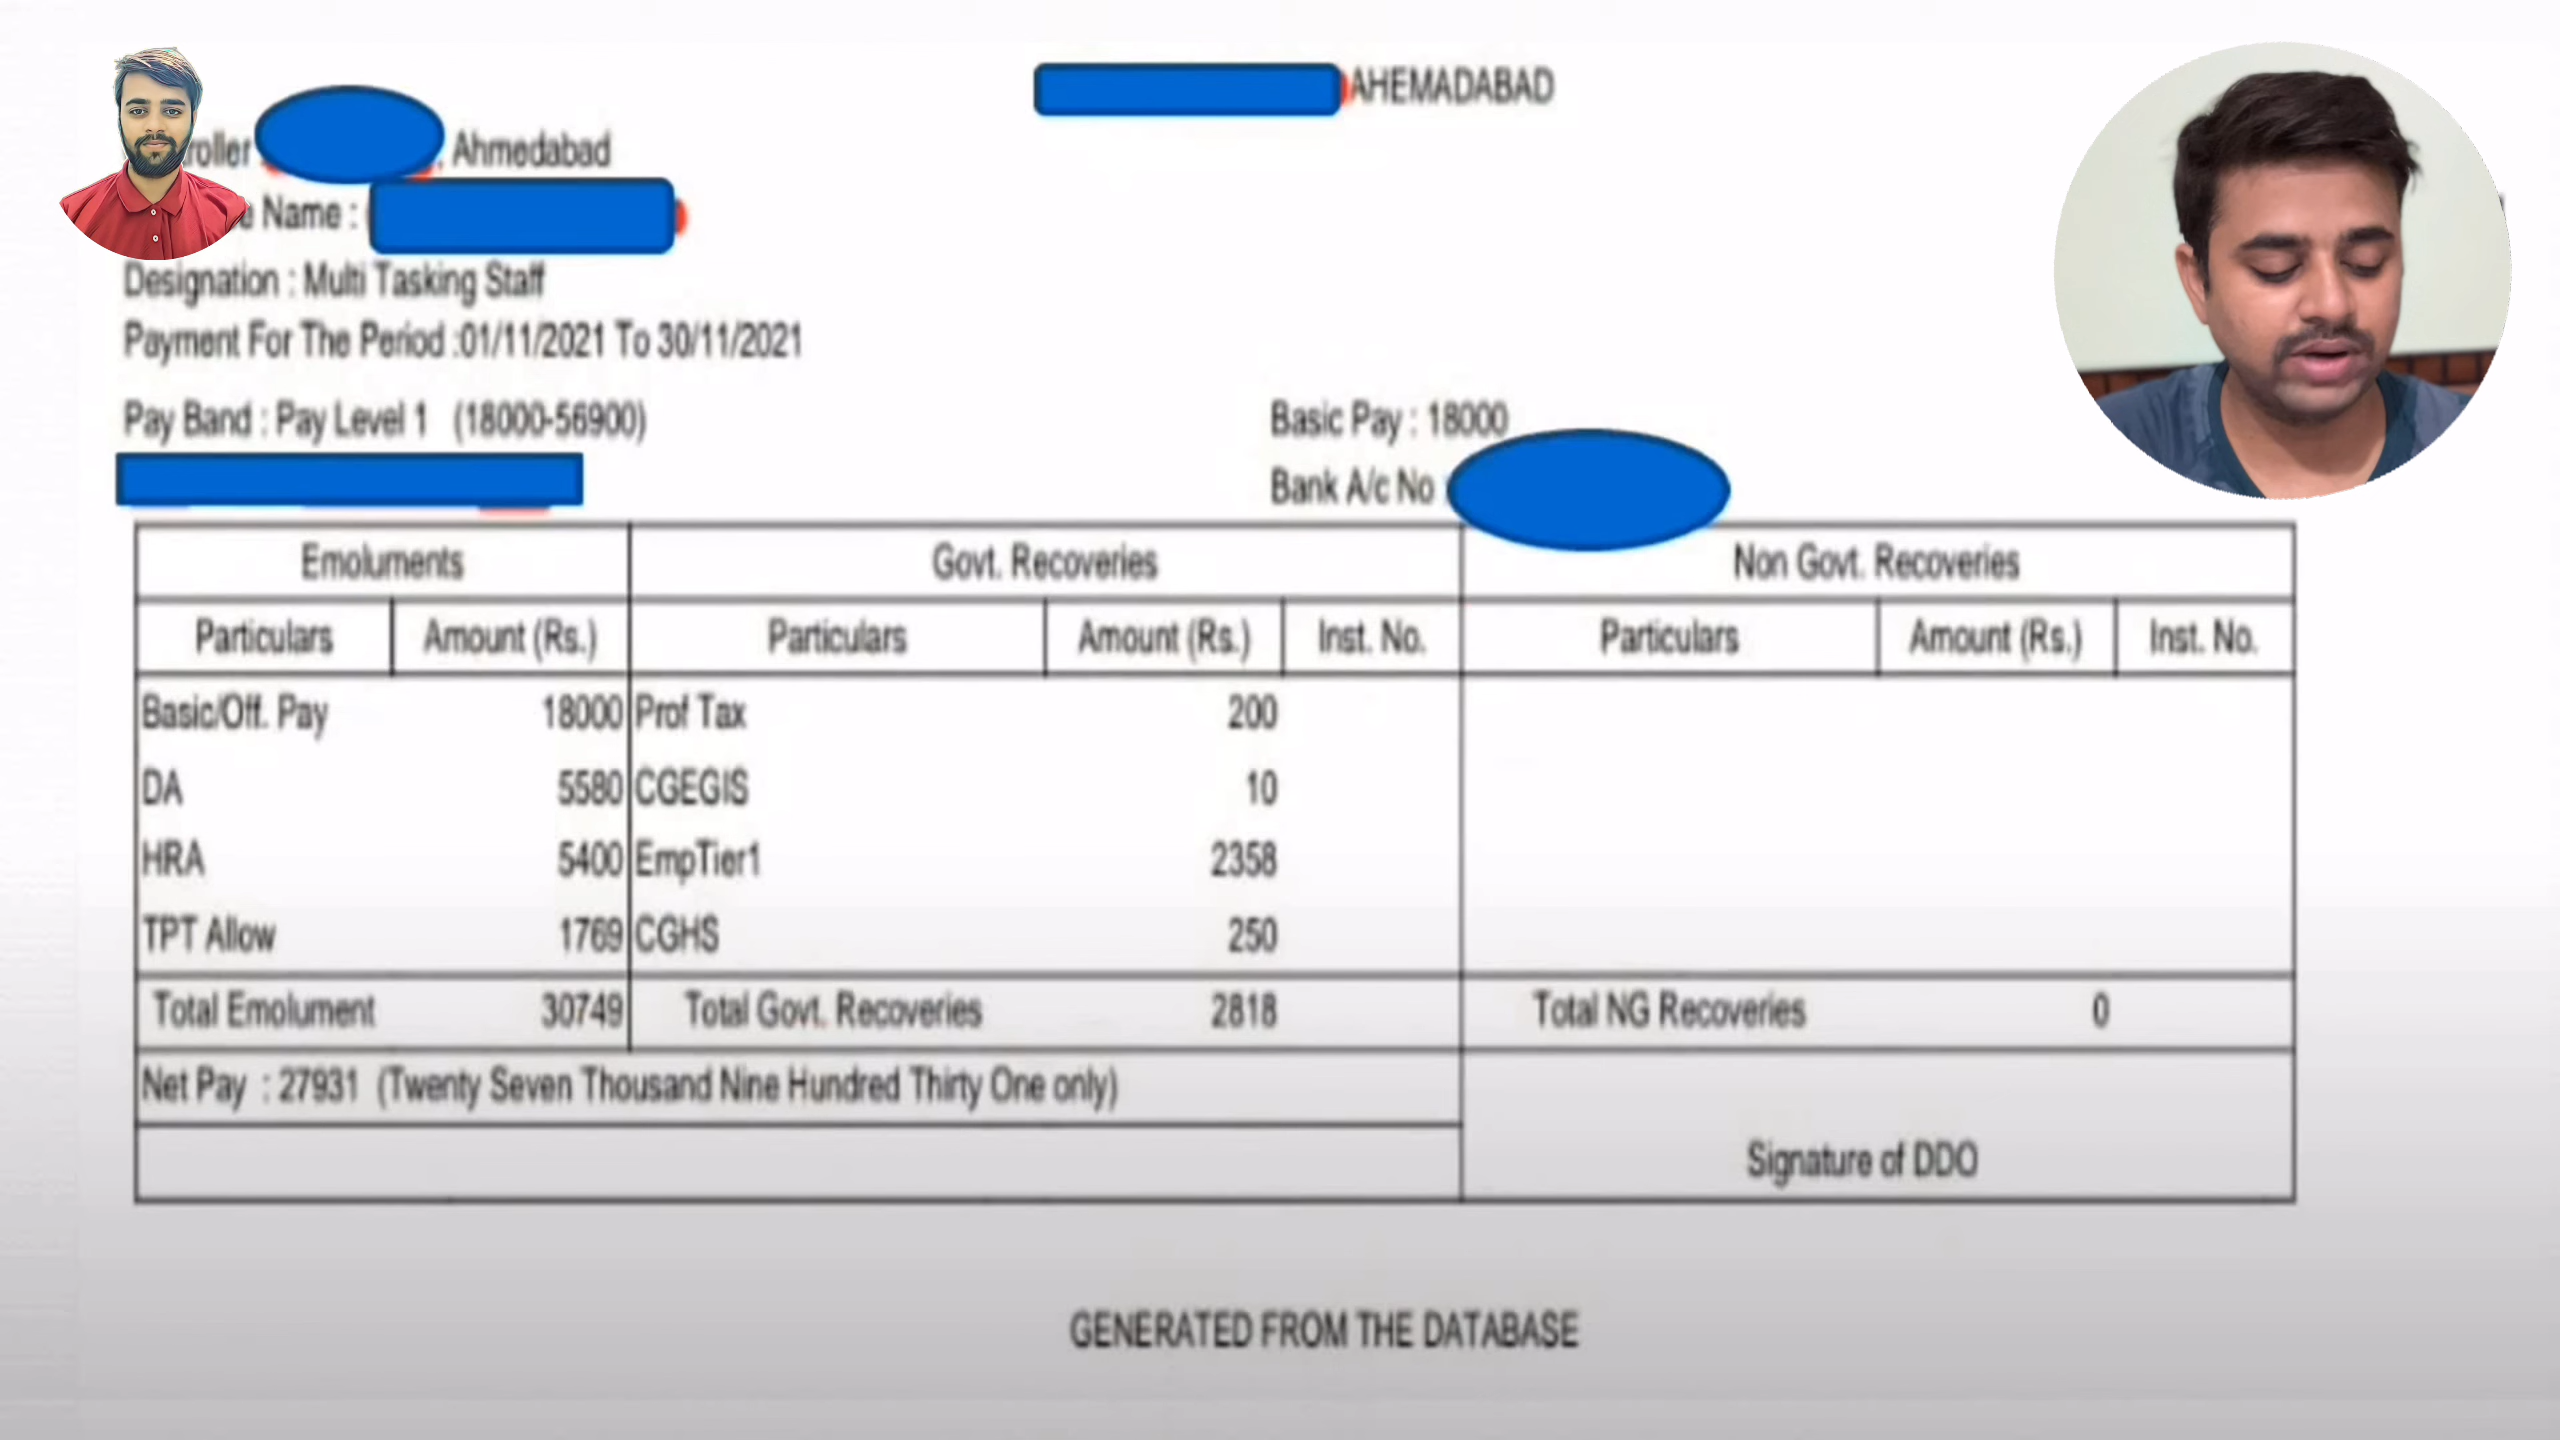 AHEMADABAD
roller , Ahmedabad
e Name :
Designation : Multi Tasking Staff
Payment For The Period :01/11/2021 To 30/11/2021
Pay Band : Pay Level 1 (18000-56900) Basic Pay : 18000
Bank A/c No :
Emoluments Govt. Recoveries Non Govt. Recoveries
Particulars Amount (Rs.) Particulars Amount (Rs.) Inst. No. Particulars Amount (Rs.) Inst. No.
Basic/Off. Pay 18000 Prof Tax 200
DA 5580 CGEGIS 10
HRA 5400 EmpTier1 2358
TPT Allow 1769 CGHS 250
Total Emolument 30749 Total Govt. Recoveries 2818 Total NG Recoveries 0
Net Pay : 27931 (Twenty Seven Thousand Nine Hundred Thirty One only)
Signature of DDO
GENERATED FROM THE DATABASE